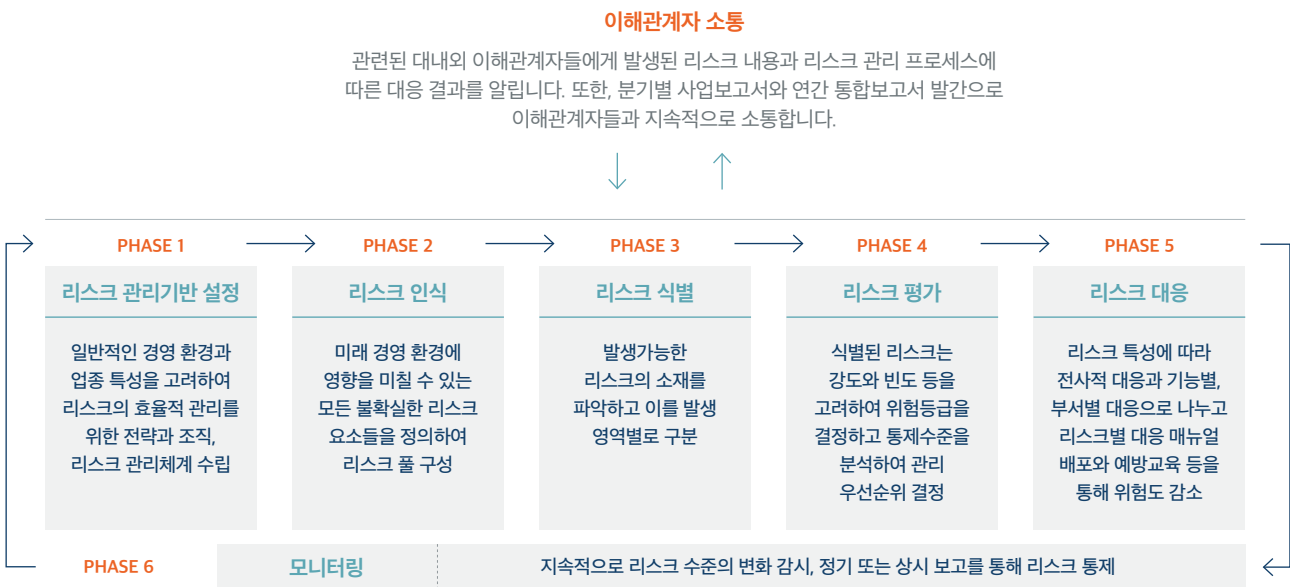 이해관계자 소통
관련된 대내외 이해관계자들에게 발생된 리스크 내용과 리스크 관리 프로세스에
따른 대응 결과를 알립니다. 또한, 분기별 사업보고서와 연간 통합보고서 발간으로
이해관계자들과 지속적으로 소통합니다.
PHASE 1
리스크 관리기반 설정
일반적인 경영 환경과
업종 특성을 고려하여
리스크의 효율적 관리를
위한 전략과 조직,
리스크 관리체계 수립
PHASE 2
리스크 인식
미래 경영 환경에
영향을 미칠 수 있는
모든 불확실한 리스크
요소들을 정의하여
리스크 풀 구성
PHASE 3
리스크 식별
발생가능한
리스크의 소재를
파악하고 이를 발생
영역별로 구분
PHASE 4
리스크 평가
식별된 리스크는
강도와 빈도 등을
고려하여 위험등급을
결정하고 통제수준을
분석하여 관리
우선순위 결정
PHASE 5
리스크 대응
리스크 특성에 따라
전사적 대응과 기능별,
부서별 대응으로 나누고
리스크별 대응 매뉴얼
배포와 예방교육 등을
통해 위험도 감소
PHASE 6
모니터링
지속적으로 리스크 수준의 변화 감시, 정기 또는 상시 보고를 통해 리스크 통제